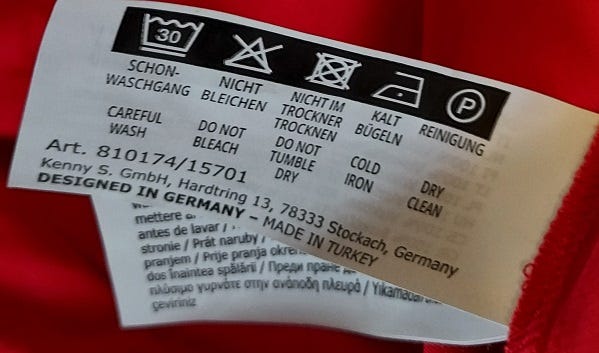 30
P
SCHON-
WASCHGANG
NICHT
BLEICHEN
NICHT IM
TROCKNER
TROCKNEN
KALT
BÜGELN
REINIGUNG
CAREFUL
WASH
DO NOT
BLEACH
DO NOT
TUMBLE
DRY
COLD
IRON
DRY
CLEAN
Art. 810174/15701
Kenny S. GmbH, Hardtring 13, 78333 Stockach, Germany
DESIGNED IN GERMANY – MADE IN TURKEY
mettere
antes de lavar /
stronie / Prát naruby /
pranjem / Prije pranja
dos înaintea spălării / Преди пране
πλύσιμο γυρνάτε στην ανάποδη πλευρά /
çeviriniz